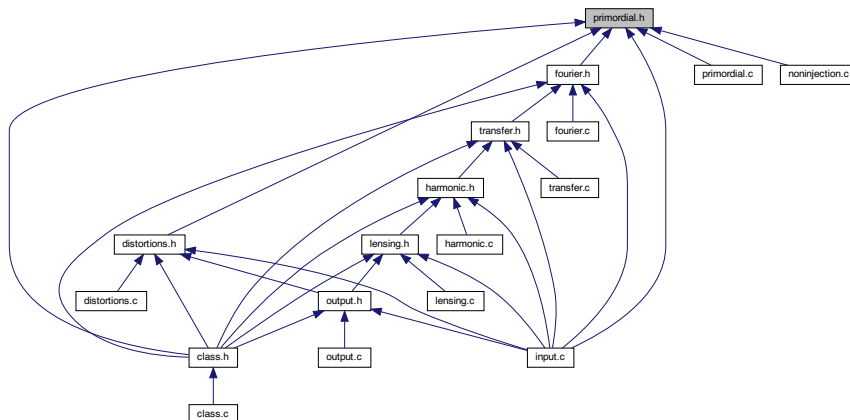 primordial.h
fourier.h
primordial.c
noninjection.c
transfer.h
fourier.c
harmonic.h
transfer.c
distortions.h
lensing.h
harmonic.c
distortions.c
output.h
lensing.c
class.h
output.c
input.c
class.c